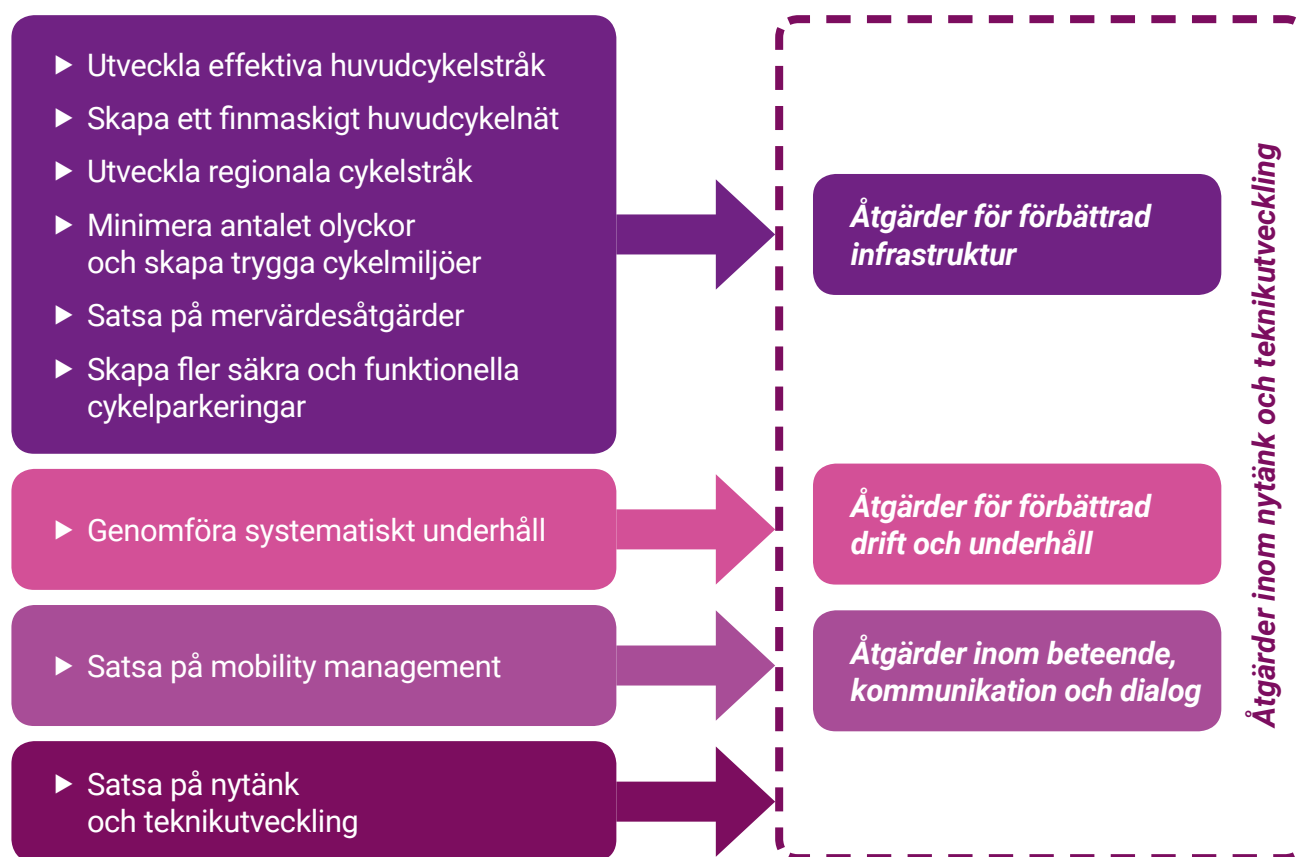 ▶ Utveckla effektiva huvudcykelstråk
▶ Skapa ett finmaskigt huvudcykelnät
▶ Utveckla regionala cykelstråk
▶ Minimera antalet olyckor
och skapa trygga cykelmiljöer
▶ Satsa på mervärdesåtgärder
▶ Skapa fler säkra och funktionella
cykelparkeringar
Åtgärder för förbättrad
infrastruktur
▶ Genomföra systematiskt underhåll
Åtgärder för förbättrad
drift och underhåll
▶ Satsa på mobility management
Åtgärder inom beteende,
kommunikation och dialog
▶ Satsa på nytänk
och teknikutveckling
Åtgärder inom nytänk och teknikutveckling